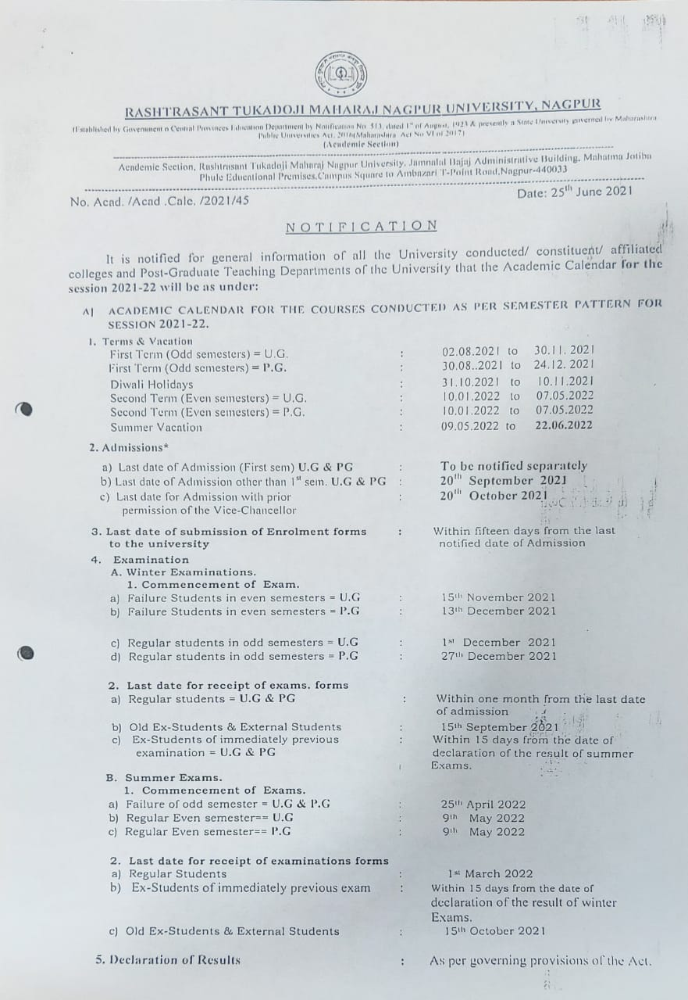 RASHTRASANT TUKADOJI MAHARAJ NAGPUR UNIVERSITY, NAGPUR
(Established by Government n Central Provinces Education Department by Notification No. 513, dated 1st of August, 1923 & presently a State University governed by Maharashtra
Public Universities Act, 2016(Maharashtra Act No VI of 2017)
(Academic Section)
Academic Section, Rashtrasant Tukadoji Maharaj Nagpur University, Jamnalal Bajaj Administrative Building, Mahatma Jotiba
Phule Educational Premises,Campus Square to Ambazari T-Point Road,Nagpur-440033
No. Acad. /Acad .Calc. /2021/45 Date: 25th June 2021
NOTIFICATION
It is notified for general information of all the University conducted/ constituent/ affiliated
colleges and Post-Graduate Teaching Departments of the University that the Academic Calendar for the
session 2021-22 will be as under:
A] ACADEMIC CALENDAR FOR THE COURSES CONDUCTED AS PER SEMESTER PATTERN FOR
SESSION 2021-22.
1. Terms & Vacation
First Term (Odd semesters) = U.G. : 02.08.2021 to 30.11. 2021
First Term (Odd semesters) = P.G. : 30.08..2021 to 24.12. 2021
Diwali Holidays : 31.10.2021 to 10.11.2021
Second Term (Even semesters) = U.G. : 10.01.2022 to 07.05.2022
Second Term (Even semesters) = P.G. : 10.01.2022 to 07.05.2022
Summer Vacation : 09.05.2022 to 22.06.2022
2. Admissions*
a) Last date of Admission (First sem) U.G & PG : To be notified separately
b) Last date of Admission other than 1st sem. U.G & PG : 20th September 2021
c) Last date for Admission with prior : 20th October 2021
permission of the Vice-Chancellor
3. Last date of submission of Enrolment forms : Within fifteen days from the last
to the university notified date of Admission
4. Examination
A. Winter Examinations.
1. Commencement of Exam.
a) Failure Students in even semesters = U.G : 15th November 2021
b) Failure Students in even semesters = P.G : 13th December 2021
c) Regular students in odd semesters = U.G : 1st December 2021
d) Regular students in odd semesters = P.G : 27th December 2021
2. Last date for receipt of exams. forms
a) Regular students = U.G & PG : Within one month from the last date
of admission
b) Old Ex-Students & External Students : 15th September 2021
c) Ex-Students of immediately previous : Within 15 days from the date of
examination = U.G & PG declaration of the result of summer
Exams.
B. Summer Exams.
1. Commencement of Exams.
a) Failure of odd semester = U.G & P.G : 25th April 2022
b) Regular Even semester== U.G : 9th May 2022
c) Regular Even semester== P.G : 9th May 2022
2. Last date for receipt of examinations forms
a) Regular Students : 1st March 2022
b) Ex-Students of immediately previous exam : Within 15 days from the date of
declaration of the result of winter
Exams.
c) Old Ex-Students & External Students : 15th October 2021
5. Declaration of Results : As per governing provisions of the Act.